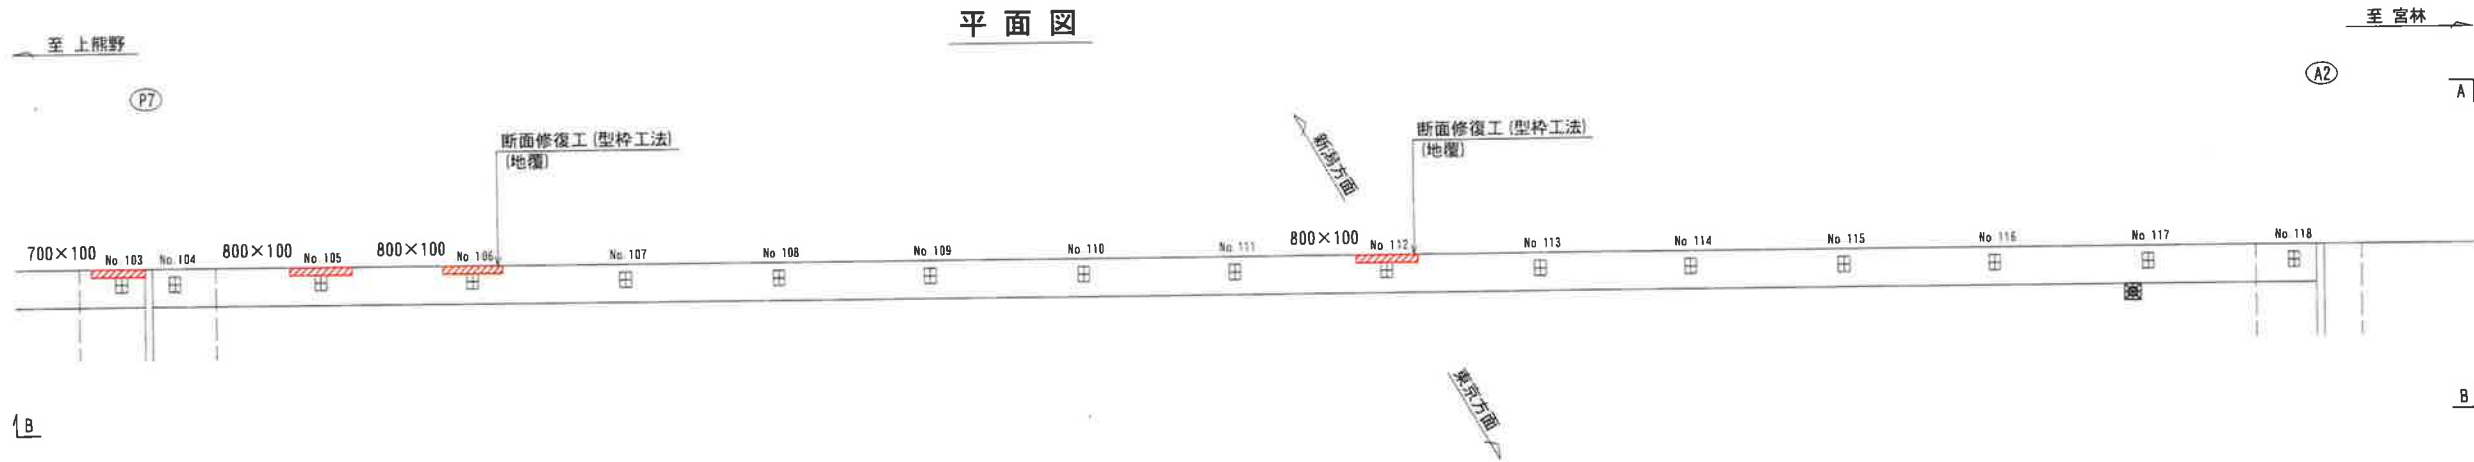 平面図
至 上熊野
至 宮林
P7
A2
A
断面修復工(型枠工法)
(地覆)
新潟方面
断面修復工(型枠工法)
(地覆)
700×100
No 103
No 104
800×100
No 105
800×100
No 106
No 107
No 108
No 109
No 110
No 111
800×100
No 112
No 113
No 114
No 115
No 116
No 117
No 118
東京方面
B
B